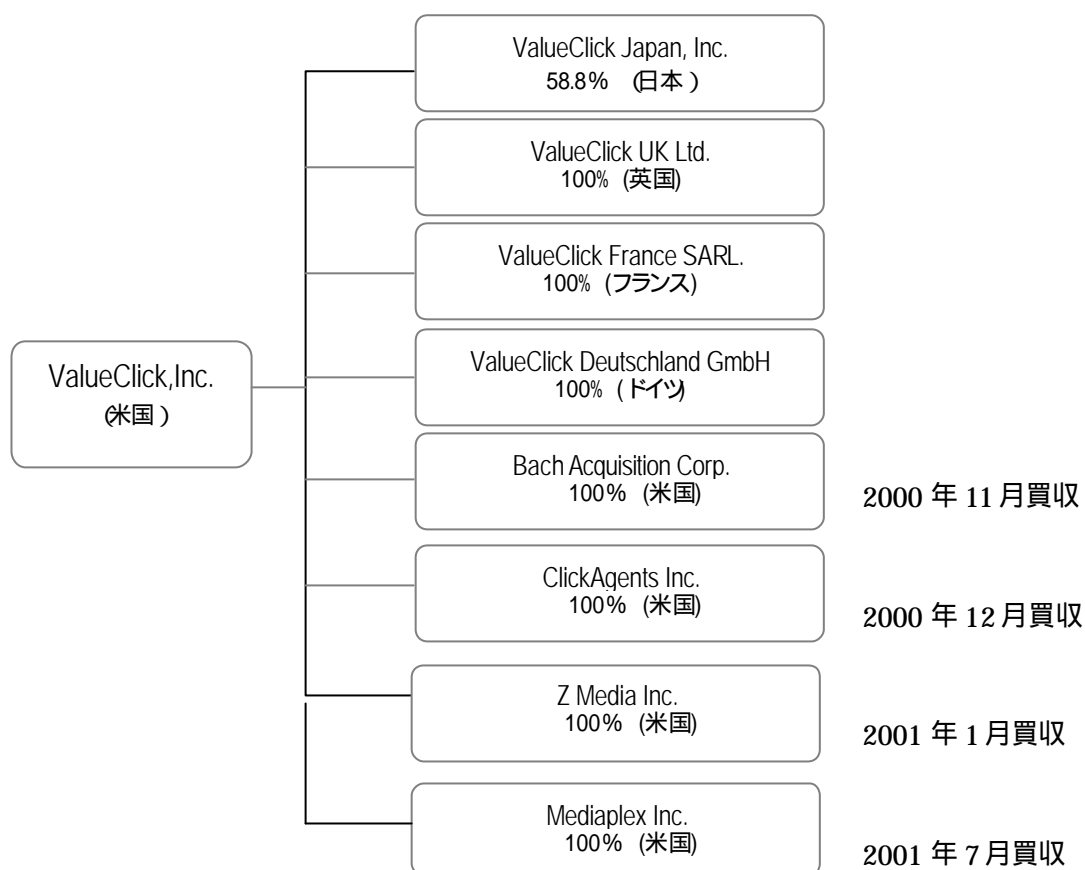 ValueClick Japan, Inc.
58.8% (日本)
ValueClick UK Ltd.
100% (英国)
ValueClick France SARL.
100% (フランス)
ValueClick,Inc.
(米国)
ValueClick Deutschland GmbH
100% (ドイツ)
Bach Acquisition Corp.
100% (米国)
2000 年 11 月買収
ClickAgents Inc.
100% (米国)
2000 年 12 月買収
Z Media Inc.
100% (米国)
2001 年 1 月買収
Mediaplex Inc.
100% (米国)
2001 年 7 月買収